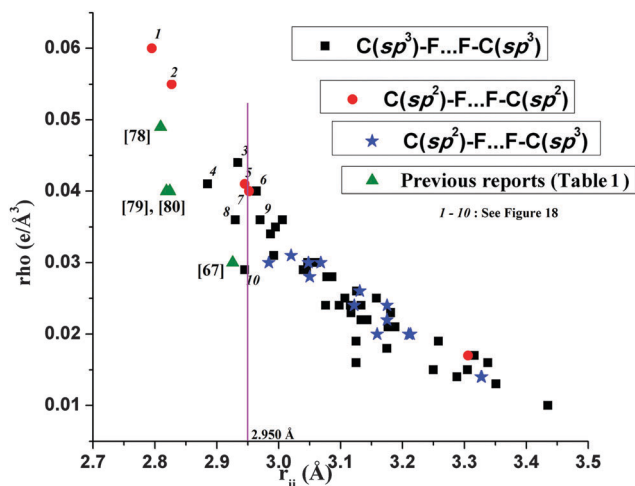 C(sp³)-F...F-C(sp³)
C(sp²)-F...F-C(sp²)
C(sp²)-F...F-C(sp³)
Previous reports (Table 1)
1 - 10 : See Figure 18
rho (e/Å³)
0.06
0.05
0.04
0.03
0.02
0.01
1
2
[78]
3
4
5
6
[79], [80]
7
8
9
[67]
10
2.950 Å
2.7 2.8 2.9 3.0 3.1 3.2 3.3 3.4 3.5
r_ij (Å)